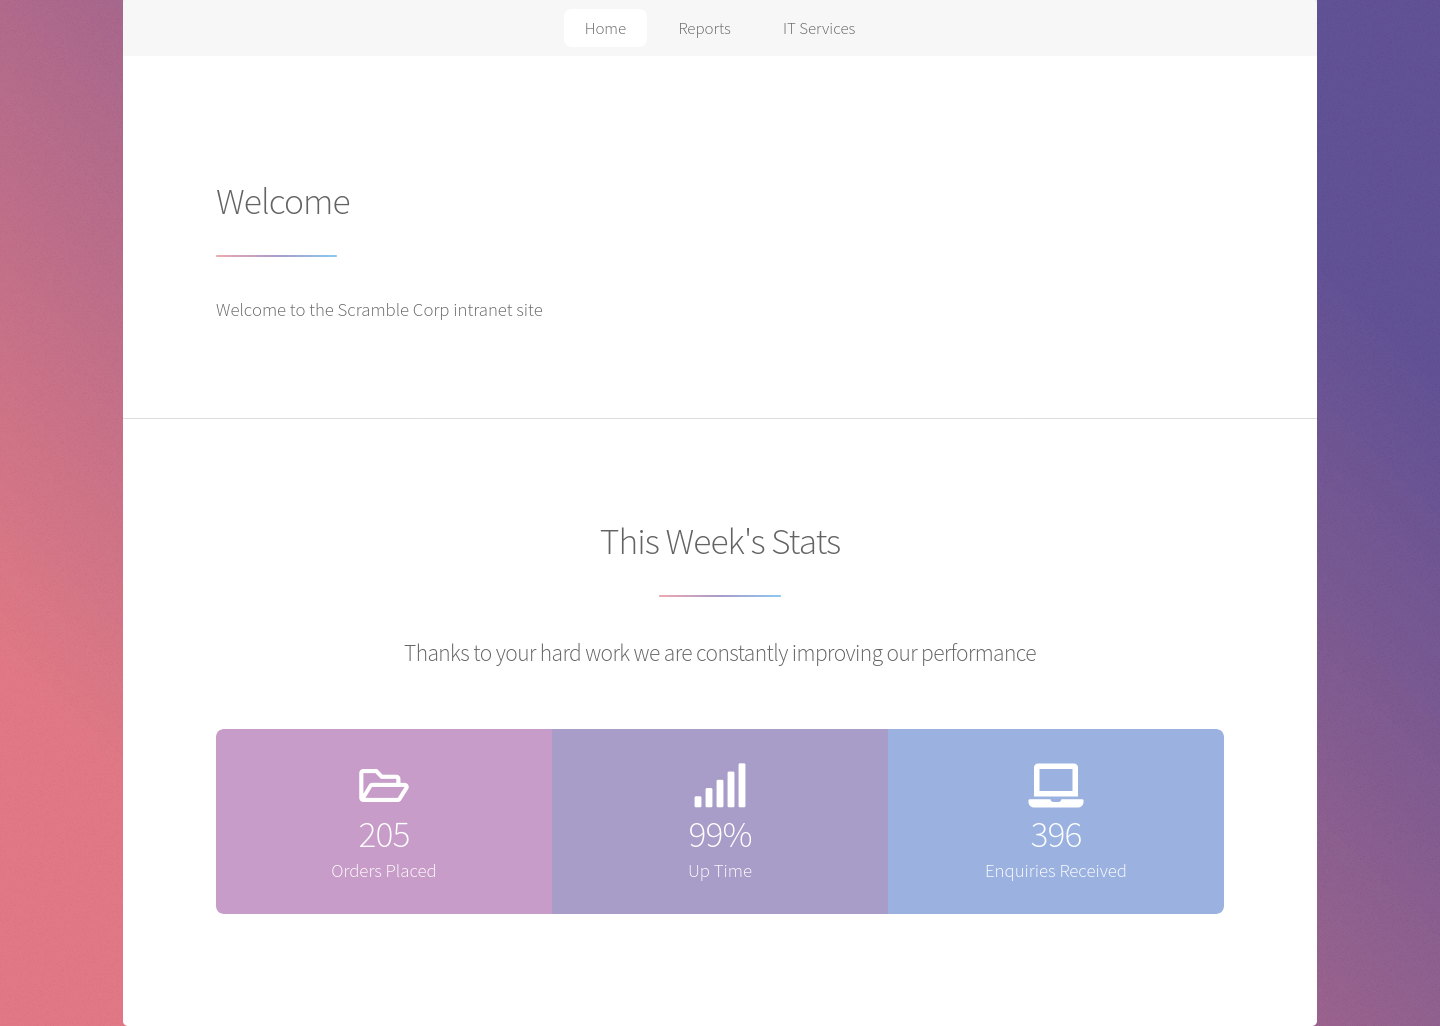 Home Reports IT Services
Welcome
Welcome to the Scramble Corp intranet site
This Week's Stats
Thanks to your hard work we are constantly improving our performance
205
Orders Placed
99%
Up Time
396
Enquiries Received